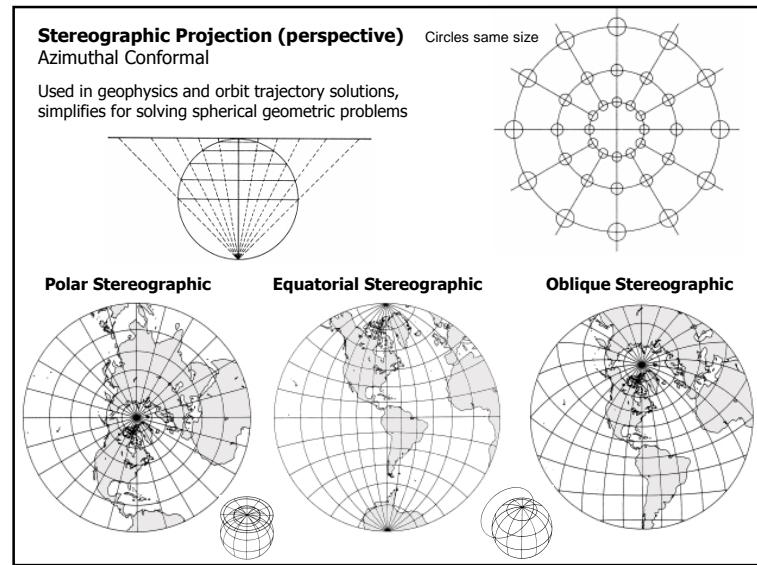 Stereographic Projection (perspective)
Circles same size
Azimuthal Conformal
Used in geophysics and orbit trajectory solutions,
simplifies for solving spherical geometric problems
Polar Stereographic
Equatorial Stereographic
Oblique Stereographic